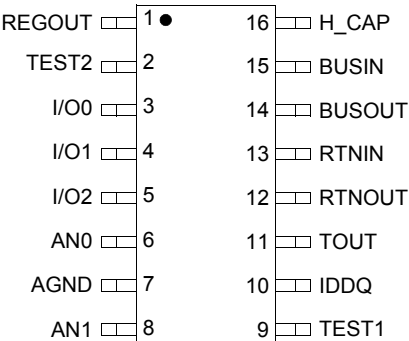 REGOUT 1 16 H_CAP
TEST2 2 15 BUSIN
I/O0 3 14 BUSOUT
I/O1 4 13 RTNIN
I/O2 5 12 RTNOUT
AN0 6 11 TOUT
AGND 7 10 IDDQ
AN1 8 9 TEST1